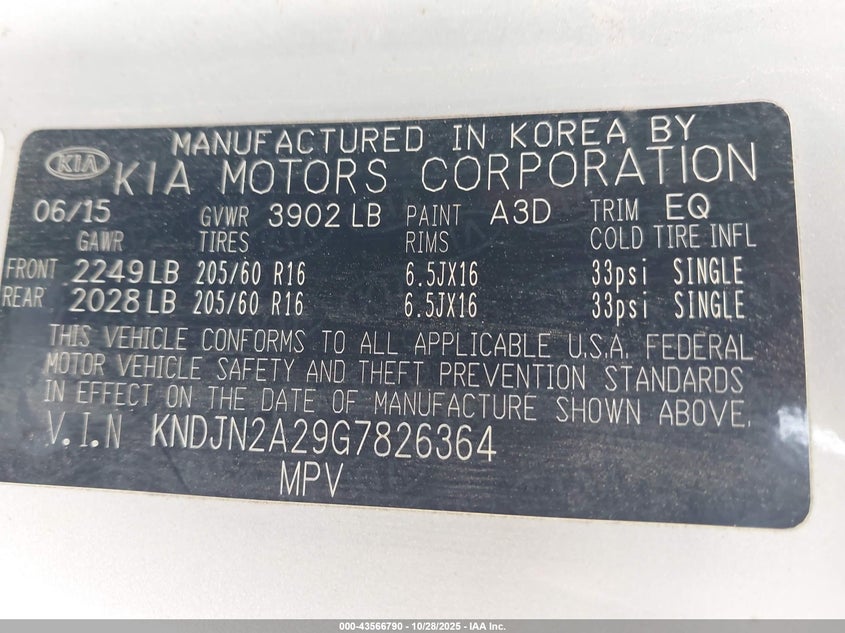 MANUFACTURED IN KOREA BY
KIA KIA MOTORS CORPORATION
06/15 GVWR 3902 LB PAINT A3D TRIM EQ
GAWR TIRES RIMS COLD TIRE INFL
FRONT 2249 LB 205/60 R16 6.5JX16 33psi SINGLE
REAR 2028 LB 205/60 R16 6.5JX16 33psi SINGLE
THIS VEHICLE CONFORMS TO ALL APPLICABLE U.S.A. FEDERAL
MOTOR VEHICLE SAFETY AND THEFT PREVENTION STANDARDS
IN EFFECT ON THE DATE OF MANUFACTURE SHOWN ABOVE.
V.I.N KNDJN2A29G7826364
MPV
000-43566790 - 10/28/2025 - IAA Inc.